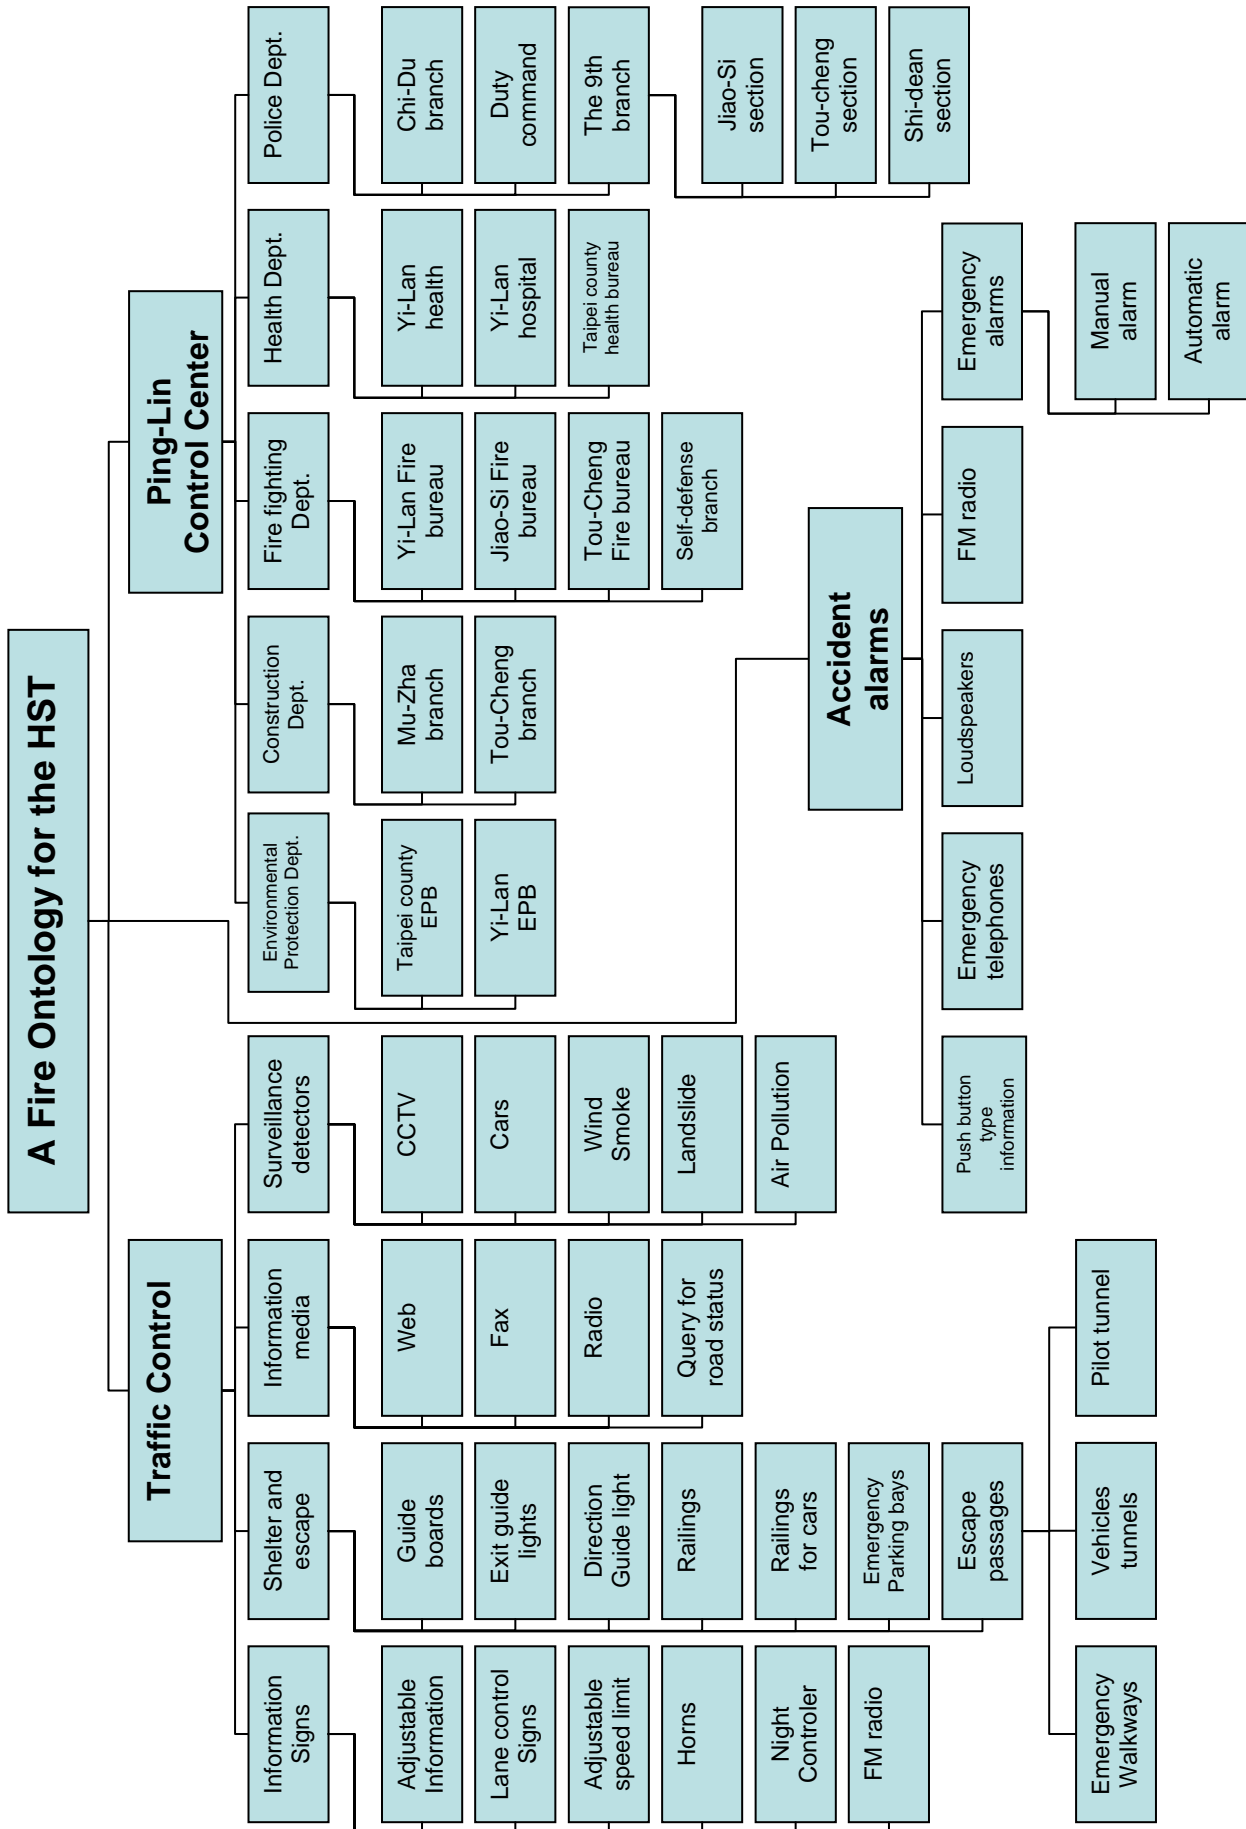 A Fire Ontology for the HST
Traffic Control
Ping-Lin
Control Center
Information
Signs
Shelter and
escape
Information
media
Surveillance
detectors
Environmental
Protection Dept.
Construction
Dept.
Fire fighting
Dept.
Health Dept.
Police Dept.
Adjustable
Information
Lane control
Signs
Adjustable
speed limit
Horns
Night
Controler
FM radio
Guide
boards
Exit guide
lights
Direction
Guide light
Railings
Railings
for cars
Emergency
Parking bays
Escape
passages
Emergency
Walkways
Vehicles
tunnels
Pilot tunnel
Web
Fax
Radio
Query for
road status
CCTV
Cars
Wind
Smoke
Landslide
Air Pollution
Taipei county
EPB
Yi-Lan
EPB
Mu-Zha
branch
Tou-Cheng
branch
Yi-Lan Fire
bureau
Jiao-Si Fire
bureau
Tou-Cheng
Fire bureau
Self-defense
branch
Yi-Lan
health
Yi-Lan
hospital
Taipei county
health bureau
Chi-Du
branch
Duty
command
The 9th
branch
Jiao-Si
section
Tou-cheng
section
Shi-dean
section
Accident
alarms
Push button
type
information
Emergency
telephones
Loudspeakers
FM radio
Emergency
alarms
Manual
alarm
Automatic
alarm